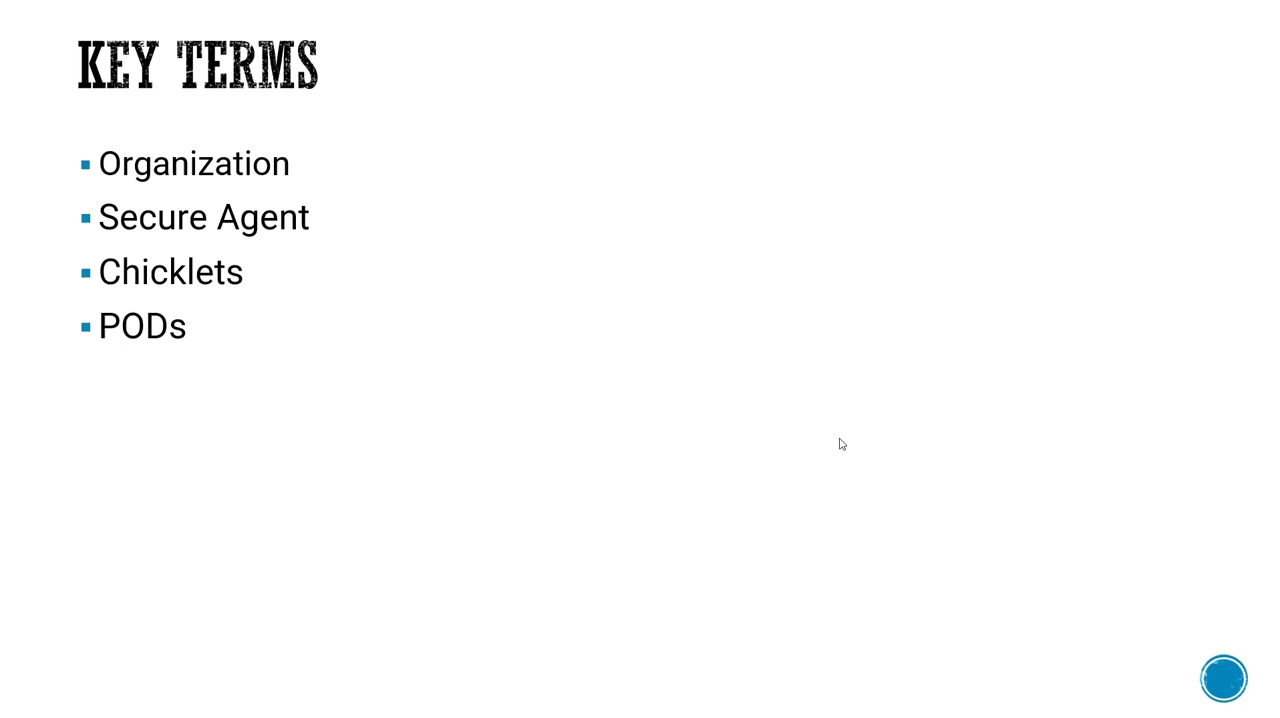 KEY TERMS
Organization
Secure Agent
Chicklets
PODs